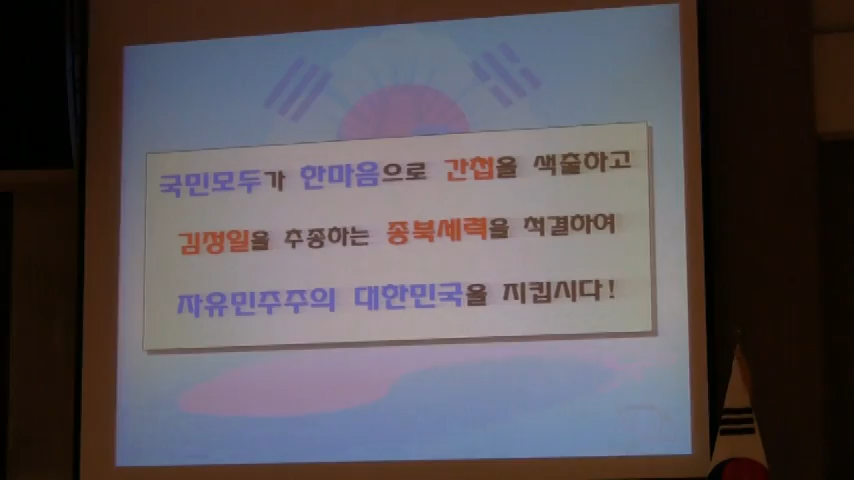 국민모두가 한마음으로 간첩을 색출하고
김정일을 추종하는 종북세력을 척결하여
자유민주주의 대한민국을 지킵시다!